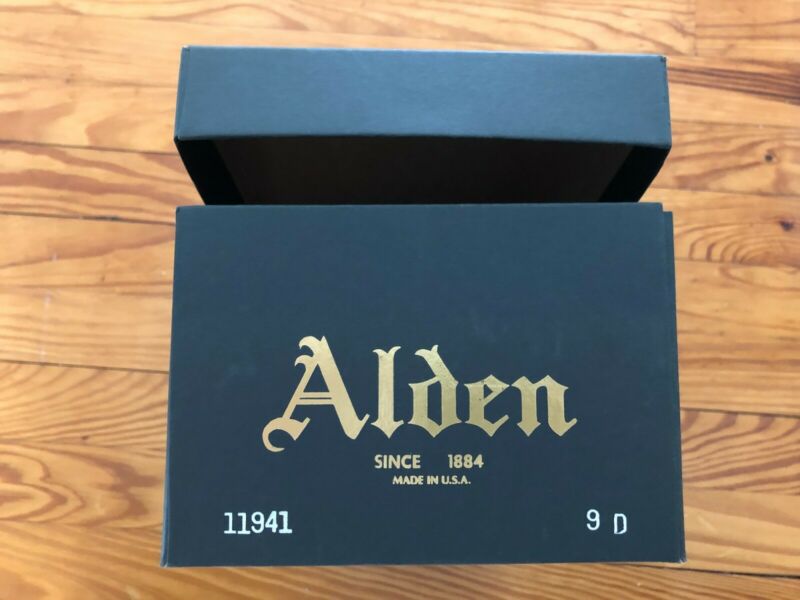 Alden
SINCE 1884
MADE IN U.S.A.
11941 9 D